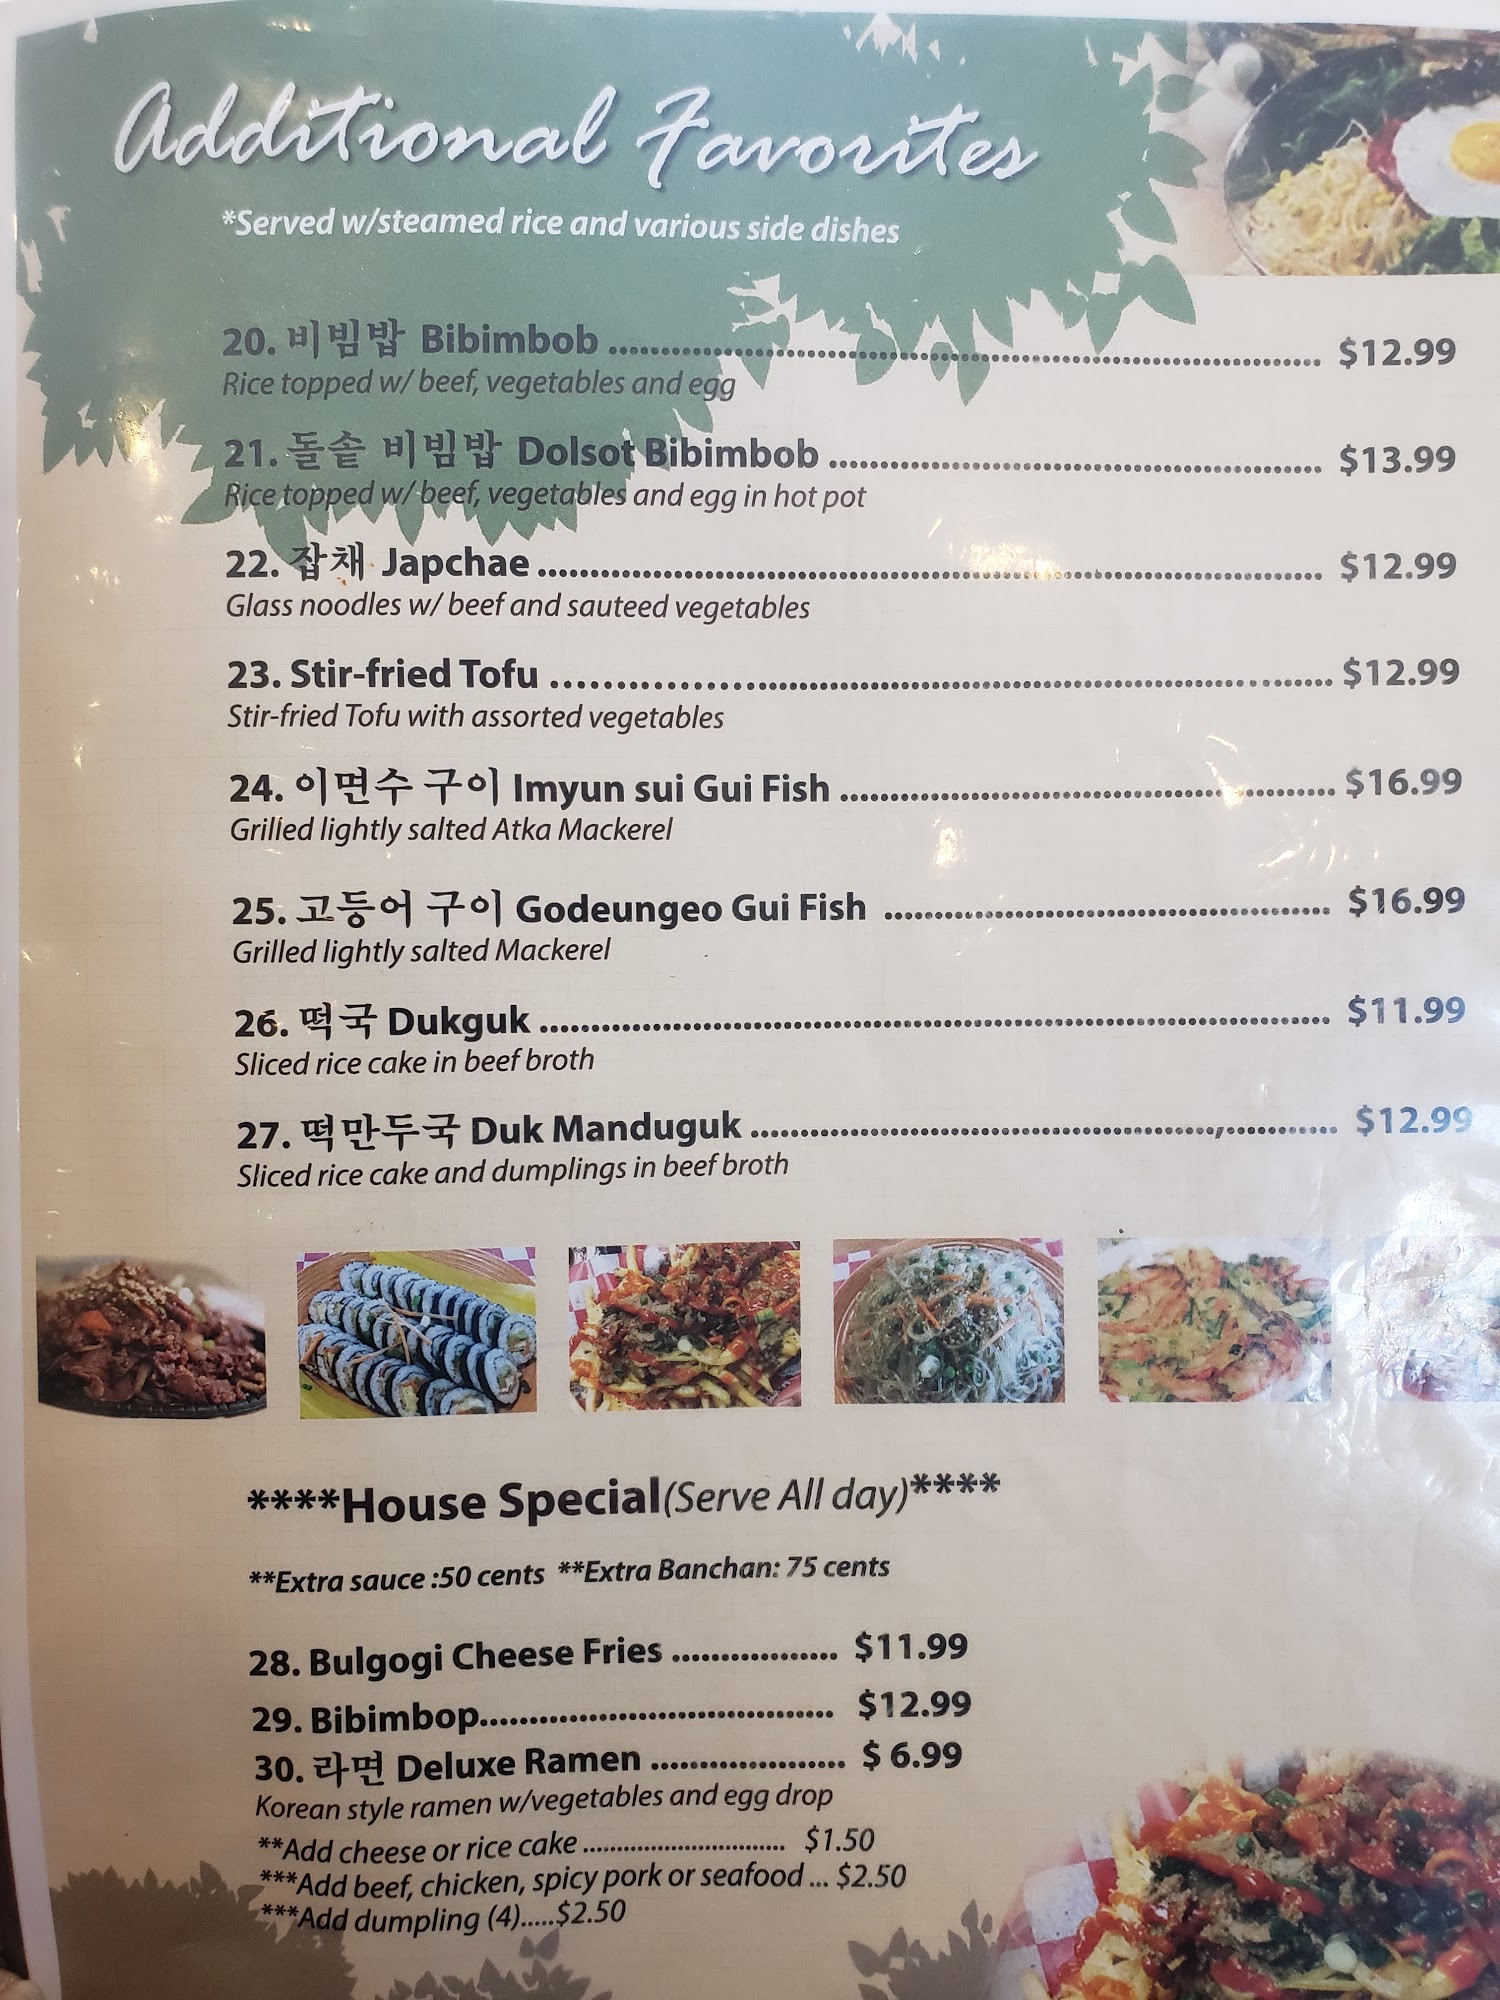 Additional Favorites
*Served w/steamed rice and various side dishes
20. 비빔밥 Bibimbob ........ $12.99
Rice topped w/ beef, vegetables and egg
21. 돌솥 비빔밥 Dolsot Bibimbob ........ $13.99
Rice topped w/ beef, vegetables and egg in hot pot
22. 잡채 Japchae ........ $12.99
Glass noodles w/ beef and sauteed vegetables
23. Stir-fried Tofu ........ $12.99
Stir-fried Tofu with assorted vegetables
24. 이면수 구이 Imyun sui Gui Fish ........ $16.99
Grilled lightly salted Atka Mackerel
25. 고등어 구이 Godeungeo Gui Fish ........ $16.99
Grilled lightly salted Mackerel
26. 떡국 Dukguk ........ $11.99
Sliced rice cake in beef broth
27. 떡만두국 Duk Manduguk ........ $12.99
Sliced rice cake and dumplings in beef broth
****House Special(Serve All day)****
**Extra sauce :50 cents **Extra Banchan: 75 cents
28. Bulgogi Cheese Fries ........ $11.99
29. Bibimbop........ $12.99
30. 라면 Deluxe Ramen ........ $ 6.99
Korean style ramen w/vegetables and egg drop
**Add cheese or rice cake ........ $1.50
***Add beef, chicken, spicy pork or seafood ... $2.50
***Add dumpling (4).....$2.50